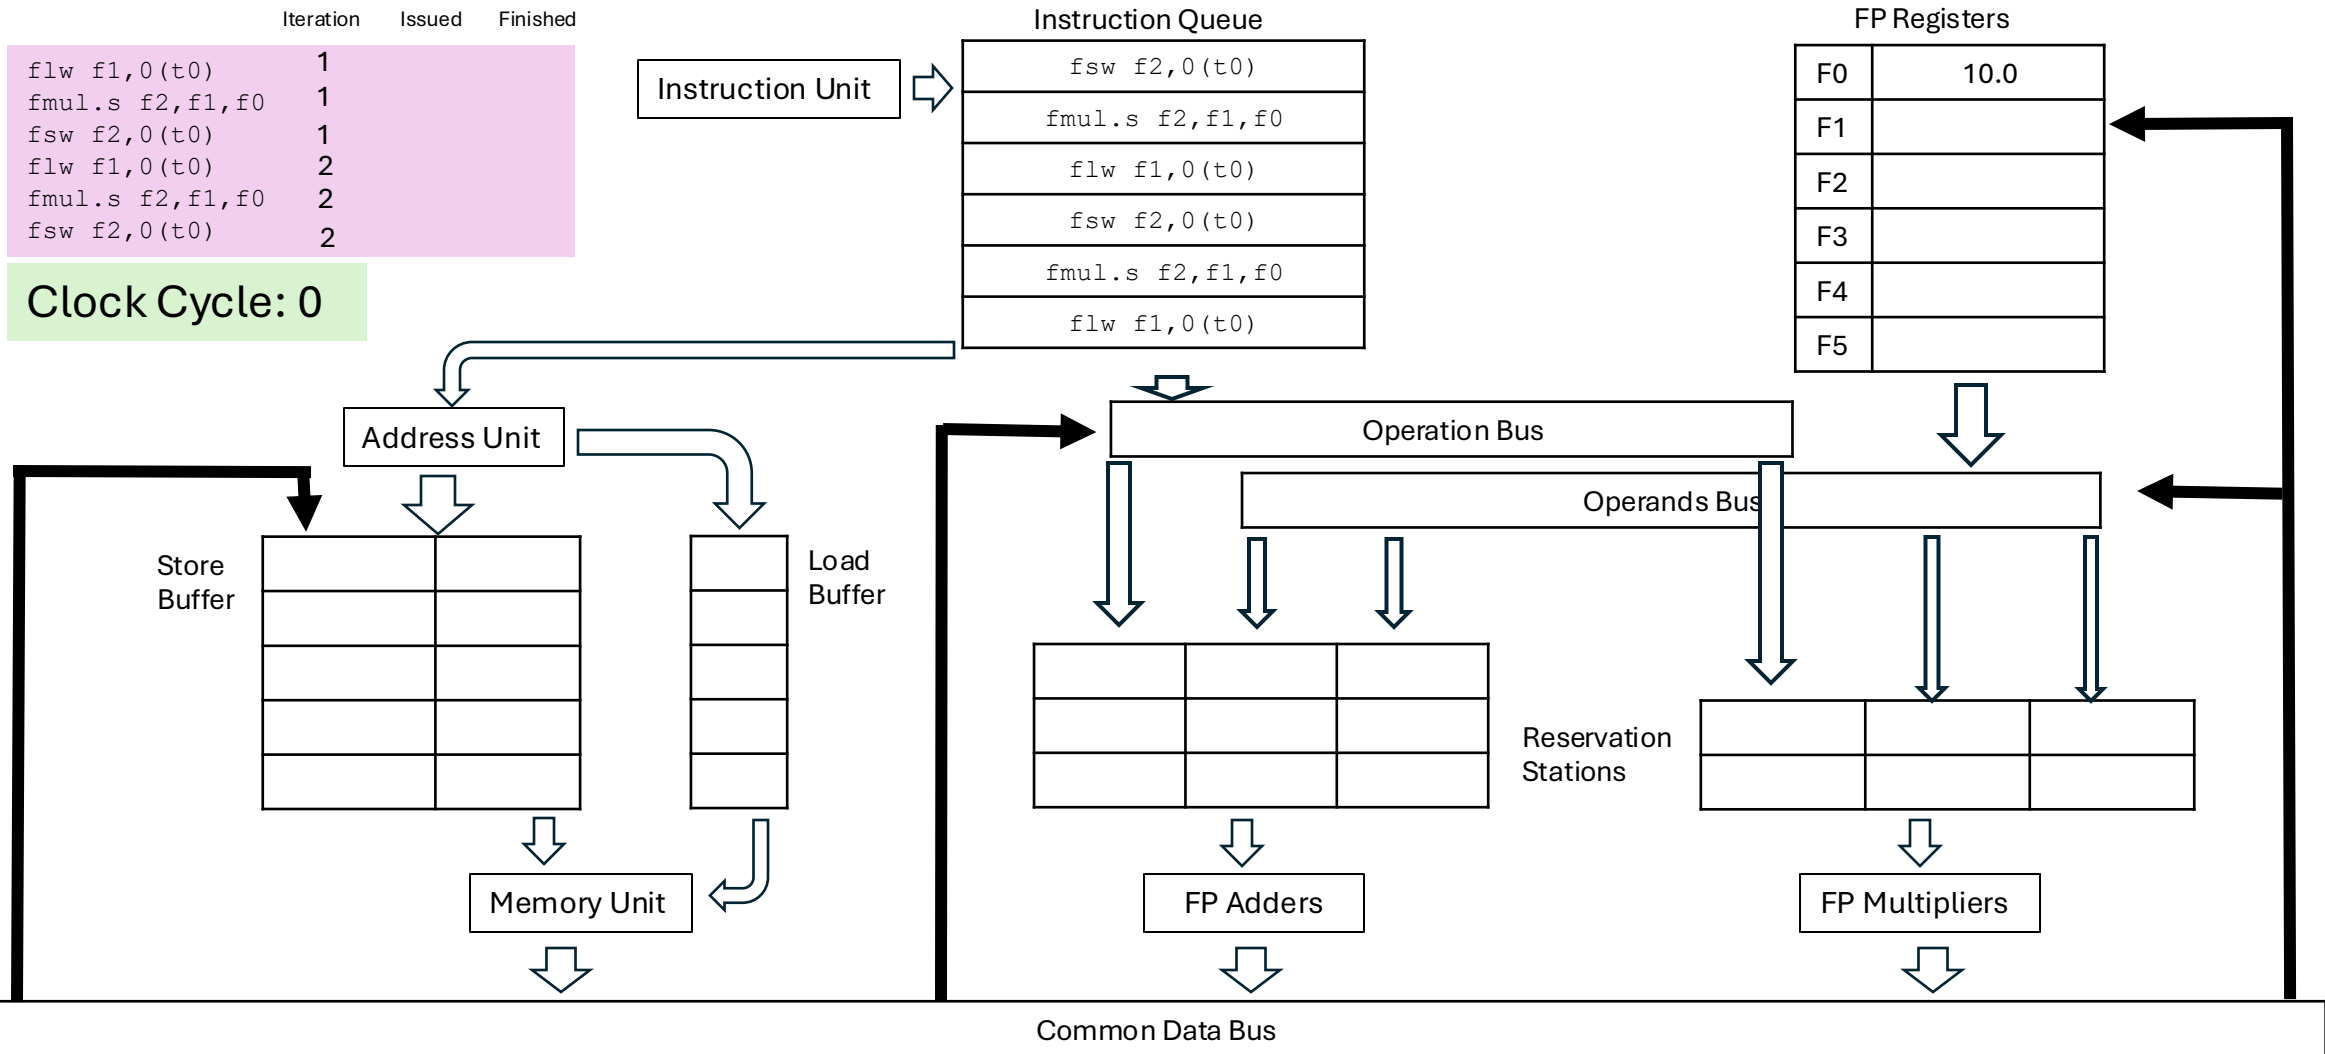 Iteration Issued Finished
flw f1,0(t0) 1
fmul.s f2,f1,f0 1
fsw f2,0(t0) 1
flw f1,0(t0) 2
fmul.s f2,f1,f0 2
fsw f2,0(t0) 2
Clock Cycle: 0
Instruction Unit
Instruction Queue
fsw f2,0(t0)
fmul.s f2,f1,f0
flw f1,0(t0)
fsw f2,0(t0)
fmul.s f2,f1,f0
flw f1,0(t0)
FP Registers
F0 10.0
F1
F2
F3
F4
F5
Address Unit
Operation Bus
Operands Bus
Store
Buffer
Load
Buffer
Reservation
Stations
Memory Unit
FP Adders
FP Multipliers
Common Data Bus